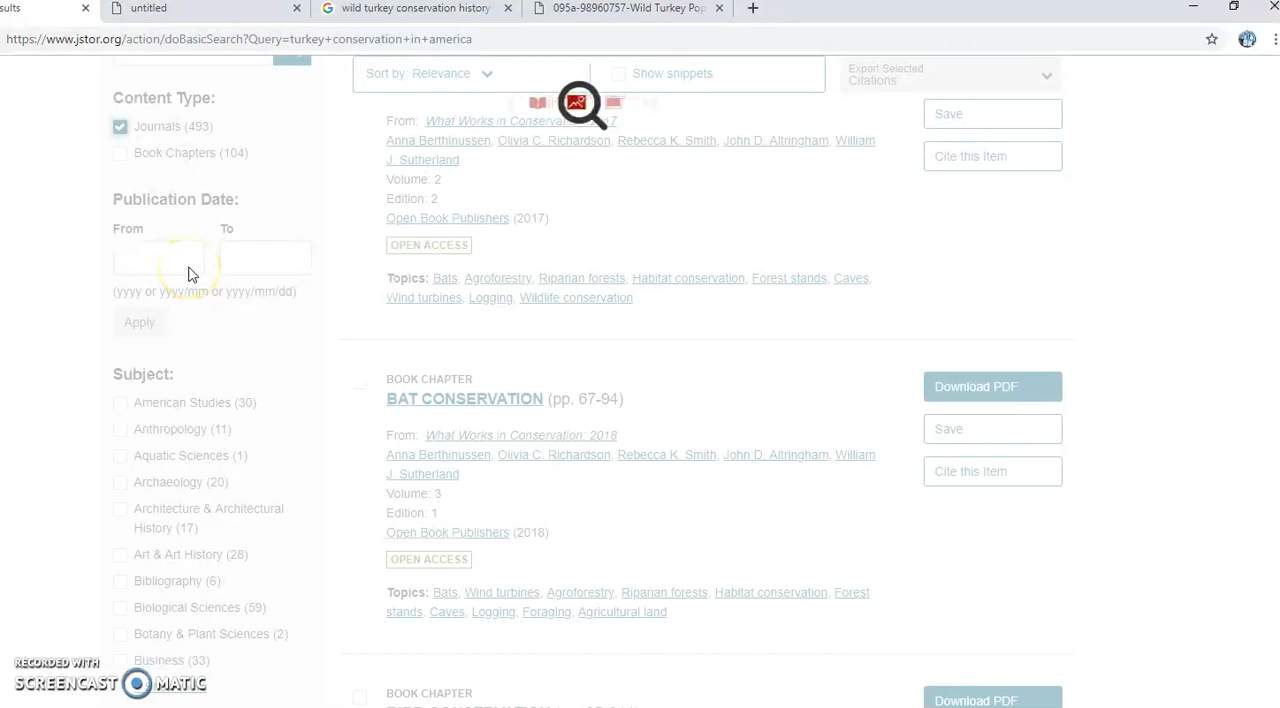 sults
untitled
wild turkey conservation history
095a-98960757-Wild Turkey Pop
https://www.jstor.org/action/doBasicSearch?Query=turkey+conservation+in+america
Sort by: Relevance
Show snippets
Export Selected
Citations
Content Type:
Journals (493)
Book Chapters (104)
Publication Date:
From
To
(yyyy or yyyy/mm or yyyy/mm/dd)
Apply
Subject:
American Studies (30)
Anthropology (11)
Aquatic Sciences (1)
Archaeology (20)
Architecture & Architectural
History (17)
Art & Art History (28)
Bibliography (6)
Biological Sciences (59)
Botany & Plant Sciences (2)
Business (33)
From: What Works in Conservation: 2017
Anna Berthinussen, Olivia C. Richardson, Rebecca K. Smith, John D. Altringham, William
J. Sutherland
Volume: 2
Edition: 2
Open Book Publishers (2017)
OPEN ACCESS
Topics: Bats, Agroforestry, Riparian forests, Habitat conservation, Forest stands, Caves,
Wind turbines, Logging, Wildlife conservation
Save
Cite this Item
BOOK CHAPTER
BAT CONSERVATION (pp. 67-94)
From: What Works in Conservation: 2018
Anna Berthinussen, Olivia C. Richardson, Rebecca K. Smith, John D. Altringham, William
J. Sutherland
Volume: 3
Edition: 1
Open Book Publishers (2018)
OPEN ACCESS
Topics: Bats, Wind turbines, Agroforestry, Riparian forests, Habitat conservation, Forest
stands, Caves, Logging, Foraging, Agricultural land
Download PDF
Save
Cite this Item
BOOK CHAPTER
Download PDF
RECORDED WITH
SCREENCAST MATIC